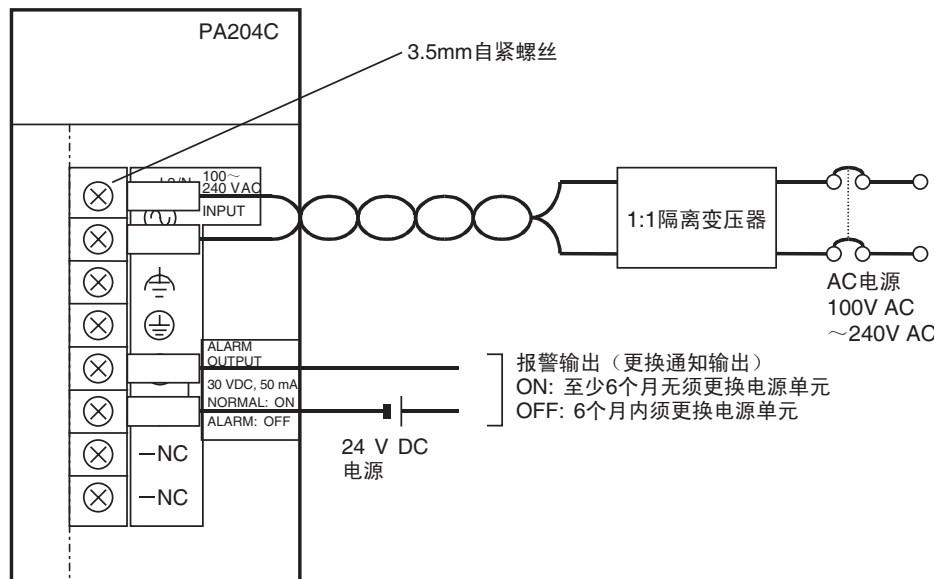 PA204C
3.5mm自紧螺丝
100～
240 VAC
INPUT
1:1隔离变压器
AC电源
100V AC
～240V AC
ALARM
OUTPUT
30 VDC, 50 mA
NORMAL: ON
ALARM: OFF
报警输出（更换通知输出）
ON: 至少6个月无须更换电源单元
OFF: 6个月内须更换电源单元
24 V DC
电源
NC
NC